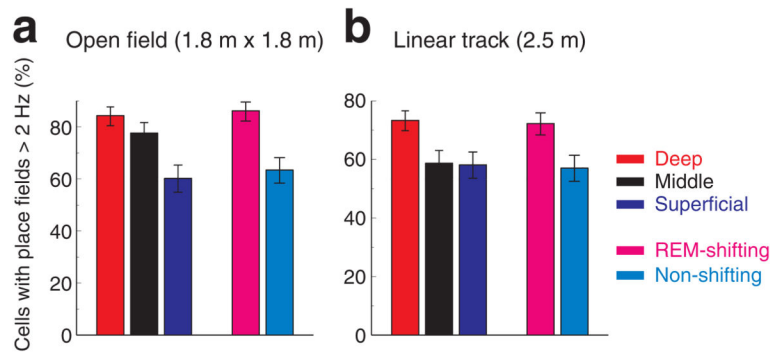 a Open field (1.8 m x 1.8 m)
b Linear track (2.5 m)
Cells with place fields > 2 Hz (%)
80
60
40
20
0
80
60
40
20
0
Deep
Middle
Superficial
REM-shifting
Non-shifting